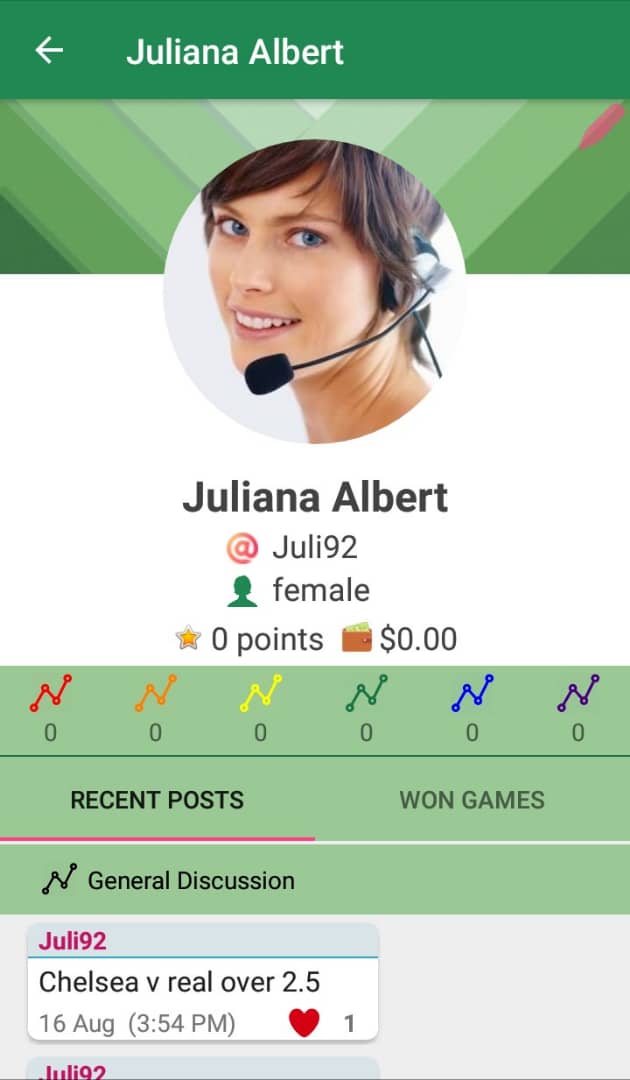 Juliana Albert
Juliana Albert
@ Juli92
female
0 points $0.00
0 0 0 0 0 0
RECENT POSTS WON GAMES
General Discussion
Juli92
Chelsea v real over 2.5
16 Aug (3:54 PM) 1
Juli92